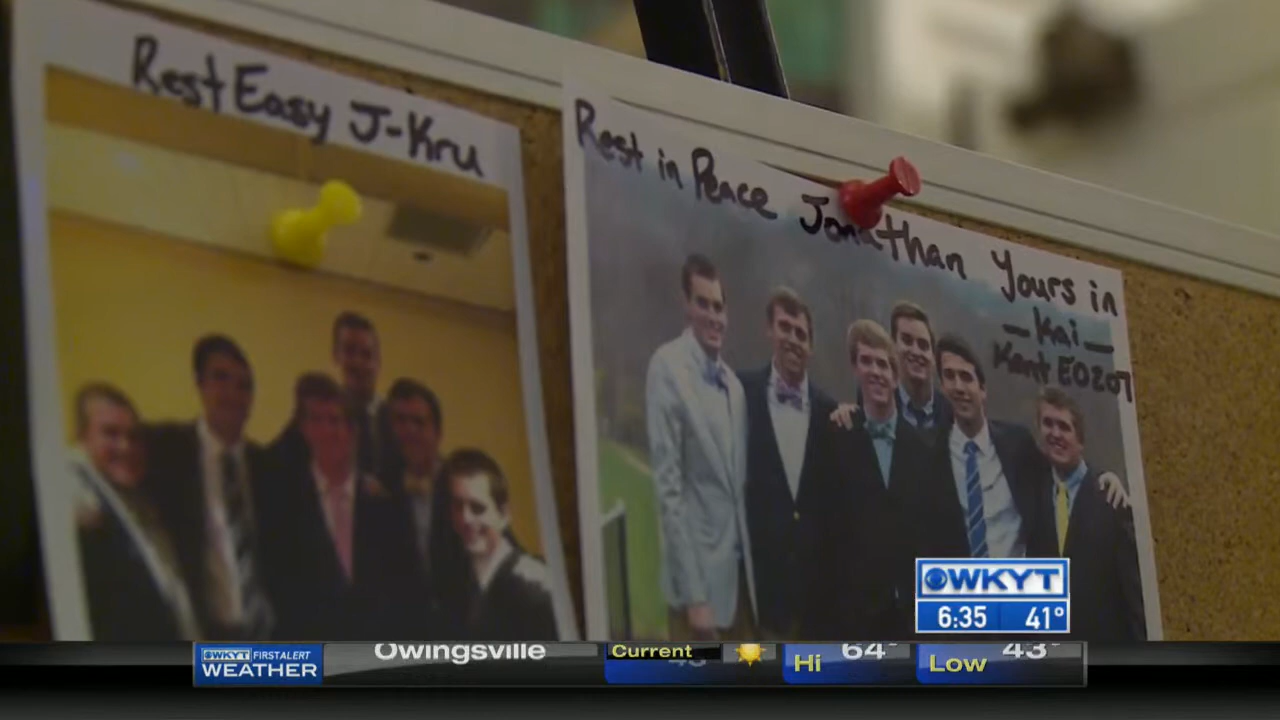 Rest Easy J-Kru
Rest in Peace Jonathan Yours in
- Kai -
Kent EO201
WKYT
6:35 41°
WKYT FIRSTALERT
WEATHER
Owingsville
Current
Hi 64°
Low 43°